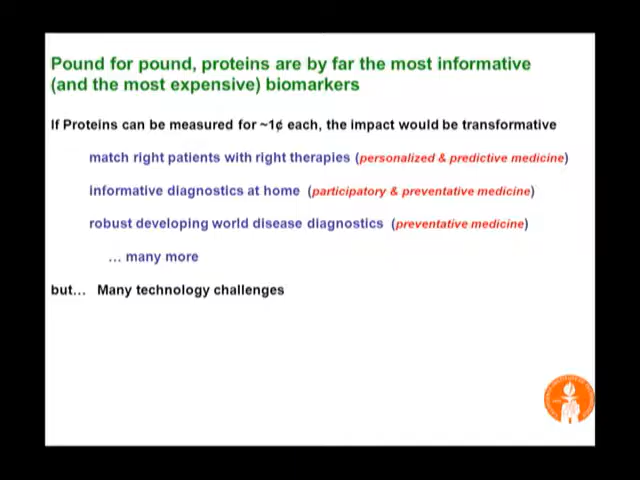 Pound for pound, proteins are by far the most informative
(and the most expensive) biomarkers
If Proteins can be measured for ~1¢ each, the impact would be transformative
match right patients with right therapies (personalized & predictive medicine)
informative diagnostics at home (participatory & preventative medicine)
robust developing world disease diagnostics (preventative medicine)
… many more
but… Many technology challenges